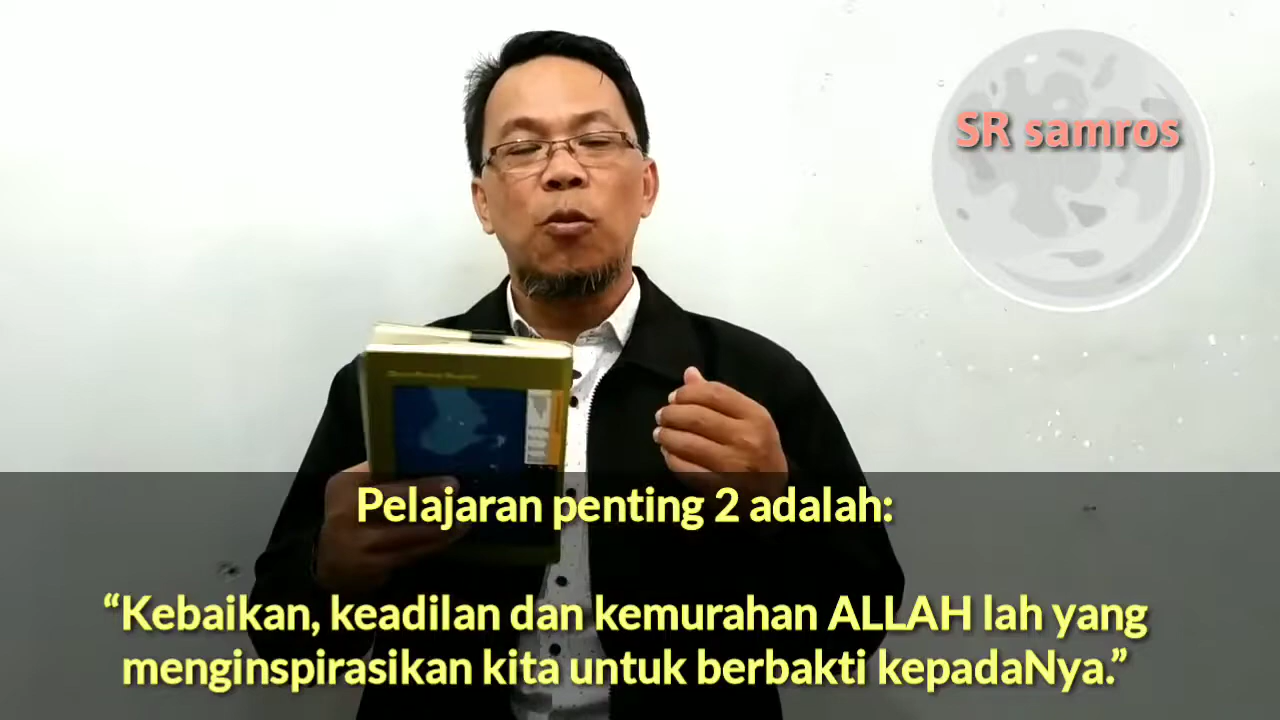 SR samros
Pelajaran penting 2 adalah:
“Kebaikan, keadilan dan kemurahan ALLAH lah yang
menginspirasikan kita untuk berbakti kepadaNya.”